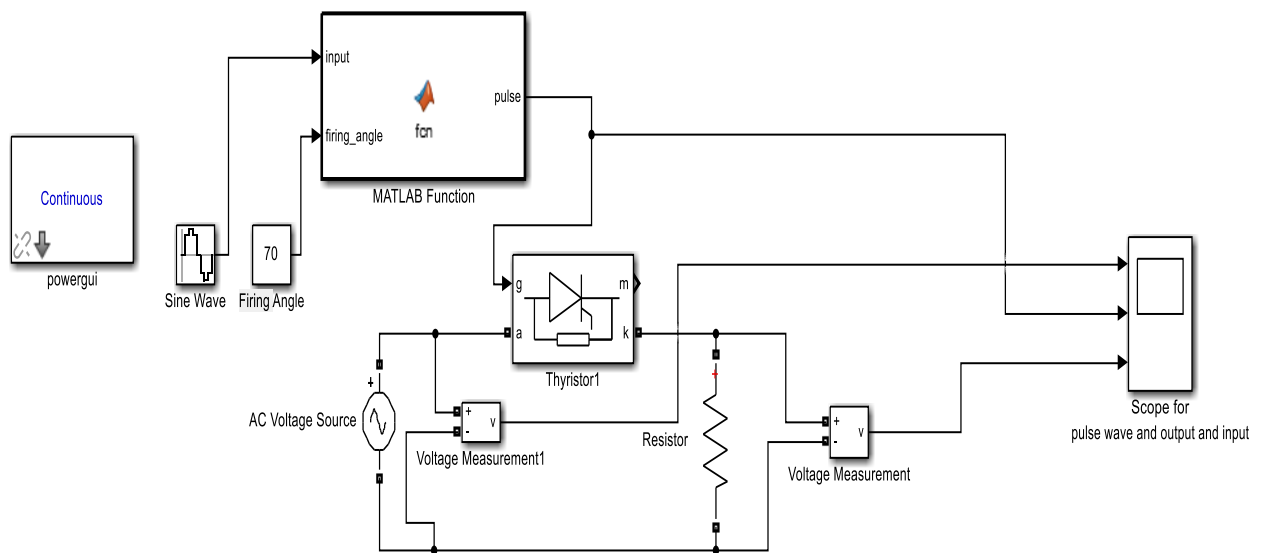 input
pulse
fcn
firing_angle
MATLAB Function
Continuous
powergui
Sine Wave
70
Firing Angle
g
m
a
k
Thyristor1
+
AC Voltage Source
+
-
v
Voltage Measurement1
+
Resistor
+
-
v
Voltage Measurement
Scope for
pulse wave and output and input